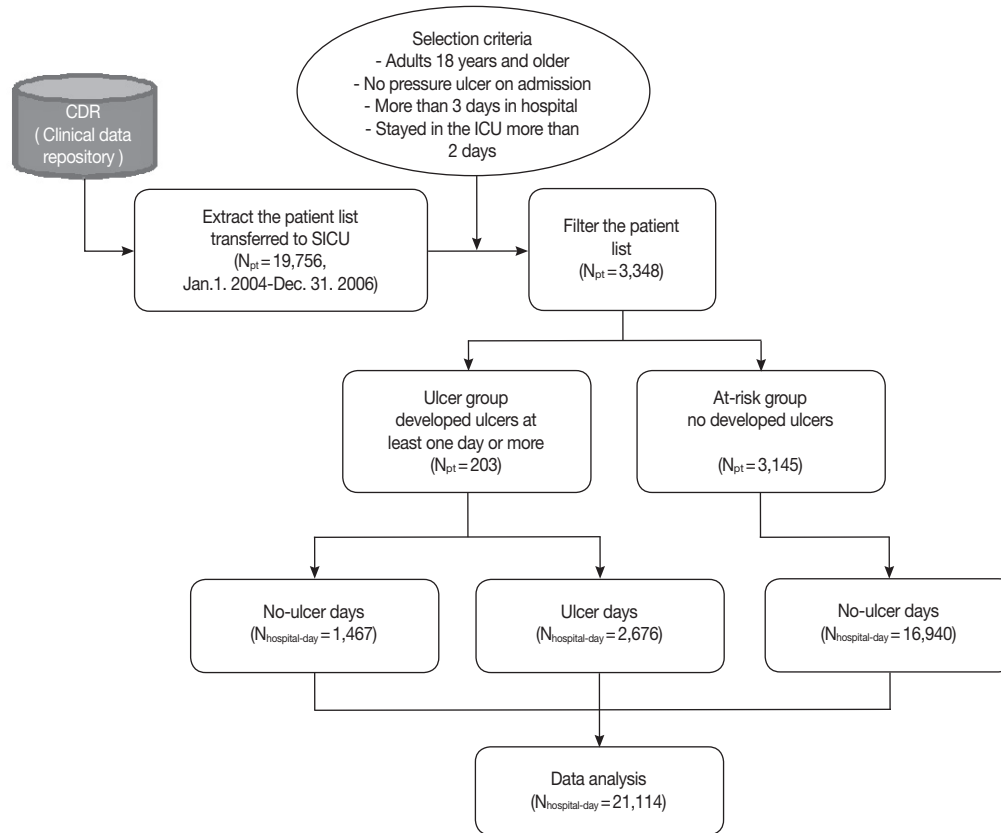 Selection criteria
- Adults 18 years and older
- No pressure ulcer on admission
- More than 3 days in hospital
- Stayed in the ICU more than
2 days
CDR
( Clinical data
repository )
Extract the patient list
transferred to SICU
(Npt = 19,756,
Jan.1. 2004-Dec. 31. 2006)
Filter the patient
list
(Npt = 3,348)
Ulcer group
developed ulcers at
least one day or more
(Npt = 203)
At-risk group
no developed ulcers
(Npt = 3,145)
No-ulcer days
(Nhospital-day = 1,467)
Ulcer days
(Nhospital-day = 2,676)
No-ulcer days
(Nhospital-day = 16,940)
Data analysis
(Nhospital-day = 21,114)